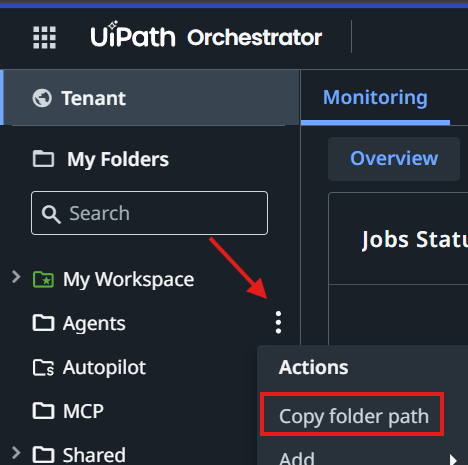 UiPath Orchestrator
Tenant
Monitoring
My Folders
Overview
Search
Jobs Statu
My Workspace
Agents
Autopilot
Actions
MCP
Copy folder path
Shared
Add